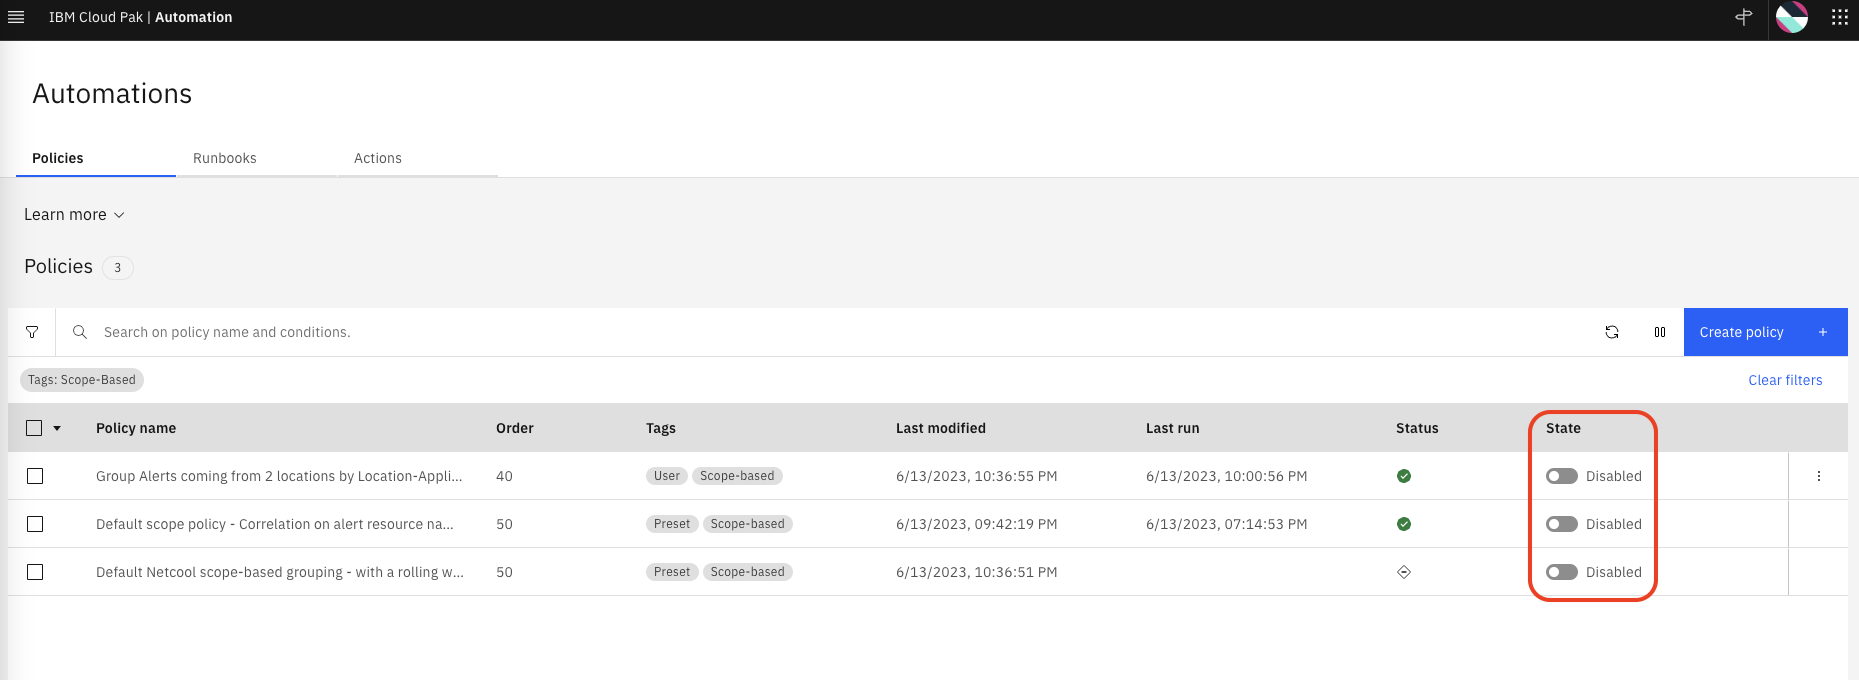 IBM Cloud Pak | Automation
Automations
Policies Runbooks Actions
Learn more
Policies 3
Search on policy name and conditions. Create policy +
Tags: Scope-Based Clear filters
Policy name Order Tags Last modified Last run Status State
Group Alerts coming from 2 locations by Location-Appli... 40 User Scope-based 6/13/2023, 10:36:55 PM 6/13/2023, 10:00:56 PM Disabled
Default scope policy - Correlation on alert resource na... 50 Preset Scope-based 6/13/2023, 09:42:19 PM 6/13/2023, 07:14:53 PM Disabled
Default Netcool scope-based grouping - with a rolling w... 50 Preset Scope-based 6/13/2023, 10:36:51 PM Disabled